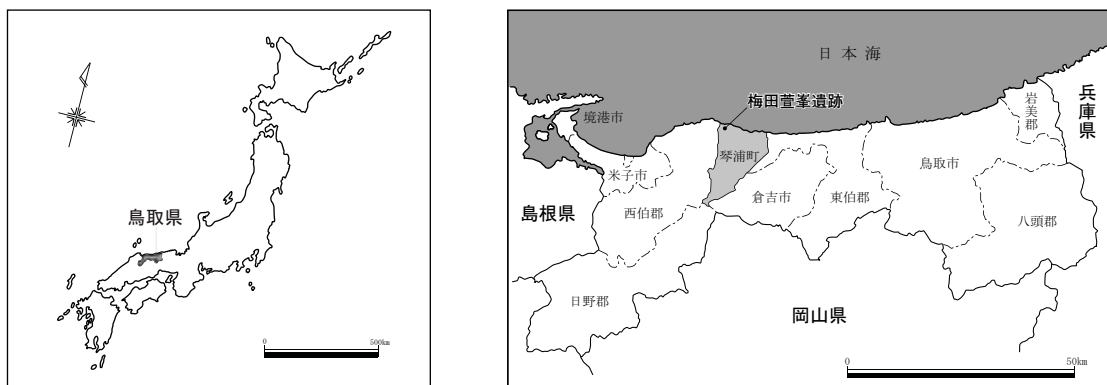 鳥取県
0
500km
日本海
梅田萱峯遺跡
兵庫県
岩美郡
境港市
琴浦町
鳥取市
米子市
倉吉市
東伯郡
島根県
西伯郡
八頭郡
日野郡
岡山県
0
50km